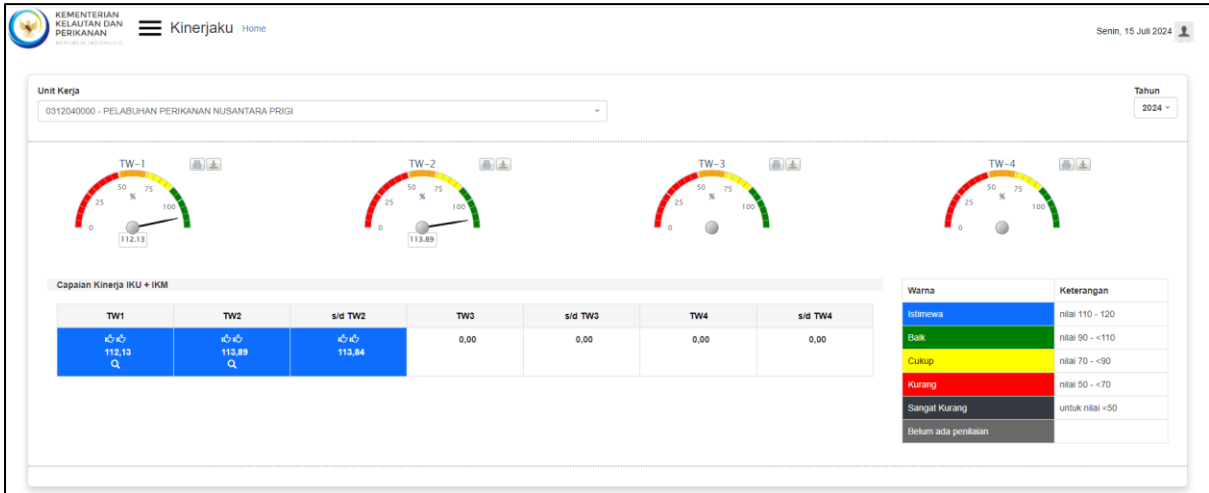 KEMENTERIAN
KELAUTAN DAN
PERIKANAN
REPUBLIK INDONESIA
Kinerjaku Home
Senin, 15 Juli 2024
Unit Kerja
Tahun
0312040000 - PELABUHAN PERIKANAN NUSANTARA PRIGI
2024
TW-1
0 25 50 75 100
%
112.13
TW-2
0 25 50 75 100
%
113.89
TW-3
0 25 50 75 100
%
TW-4
0 25 50 75 100
%
Capaian Kinerja IKU + IKM
TW1 TW2 s/d TW2 TW3 s/d TW3 TW4 s/d TW4
112,13 113,89 113,84 0,00 0,00 0,00 0,00
Warna Keterangan
Istimewa nilai 110 - 120
Baik nilai 90 - <110
Cukup nilai 70 - <90
Kurang nilai 50 - <70
Sangat Kurang untuk nilai <50
Belum ada penilaian